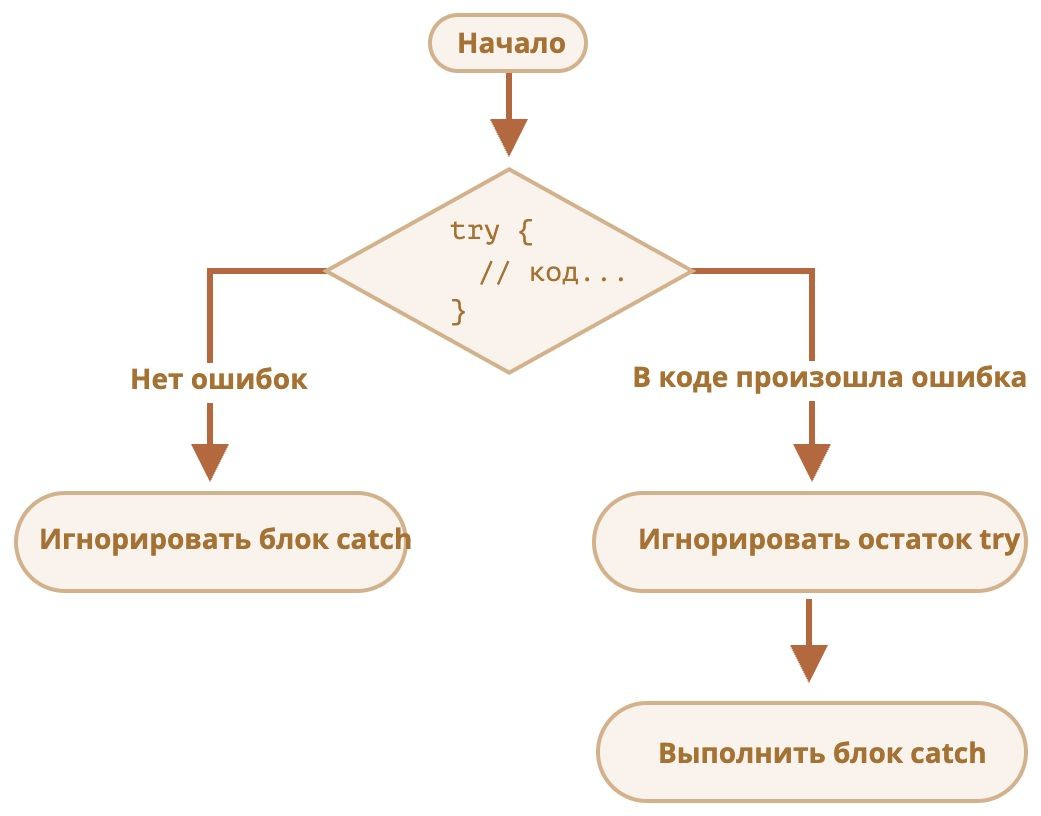 Начало
try {
  // код...
}
Нет ошибок
В коде произошла ошибка
Игнорировать блок catch
Игнорировать остаток try
Выполнить блок catch